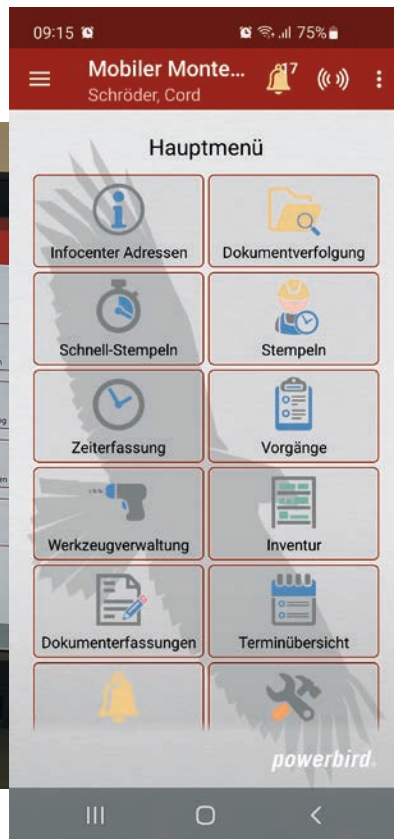 09:15 75%
Mobiler Monte... 17
Schröder, Cord
Hauptmenü
Infocenter Adressen Dokumentverfolgung
Schnell-Stempeln Stempeln
Zeiterfassung Vorgänge
Werkzeugverwaltung Inventur
Dokumenterfassungen Terminübersicht
powerbird